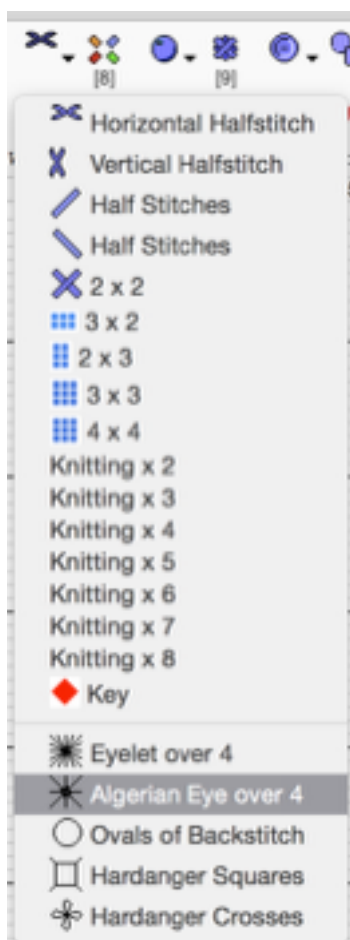 [8] [9]
Horizontal Halfstitch
Vertical Halfstitch
Half Stitches
Half Stitches
2 x 2
3 x 2
2 x 3
3 x 3
4 x 4
Knitting x 2
Knitting x 3
Knitting x 4
Knitting x 5
Knitting x 6
Knitting x 7
Knitting x 8
Key
Eyelet over 4
Algerian Eye over 4
Ovals of Backstitch
Hardanger Squares
Hardanger Crosses